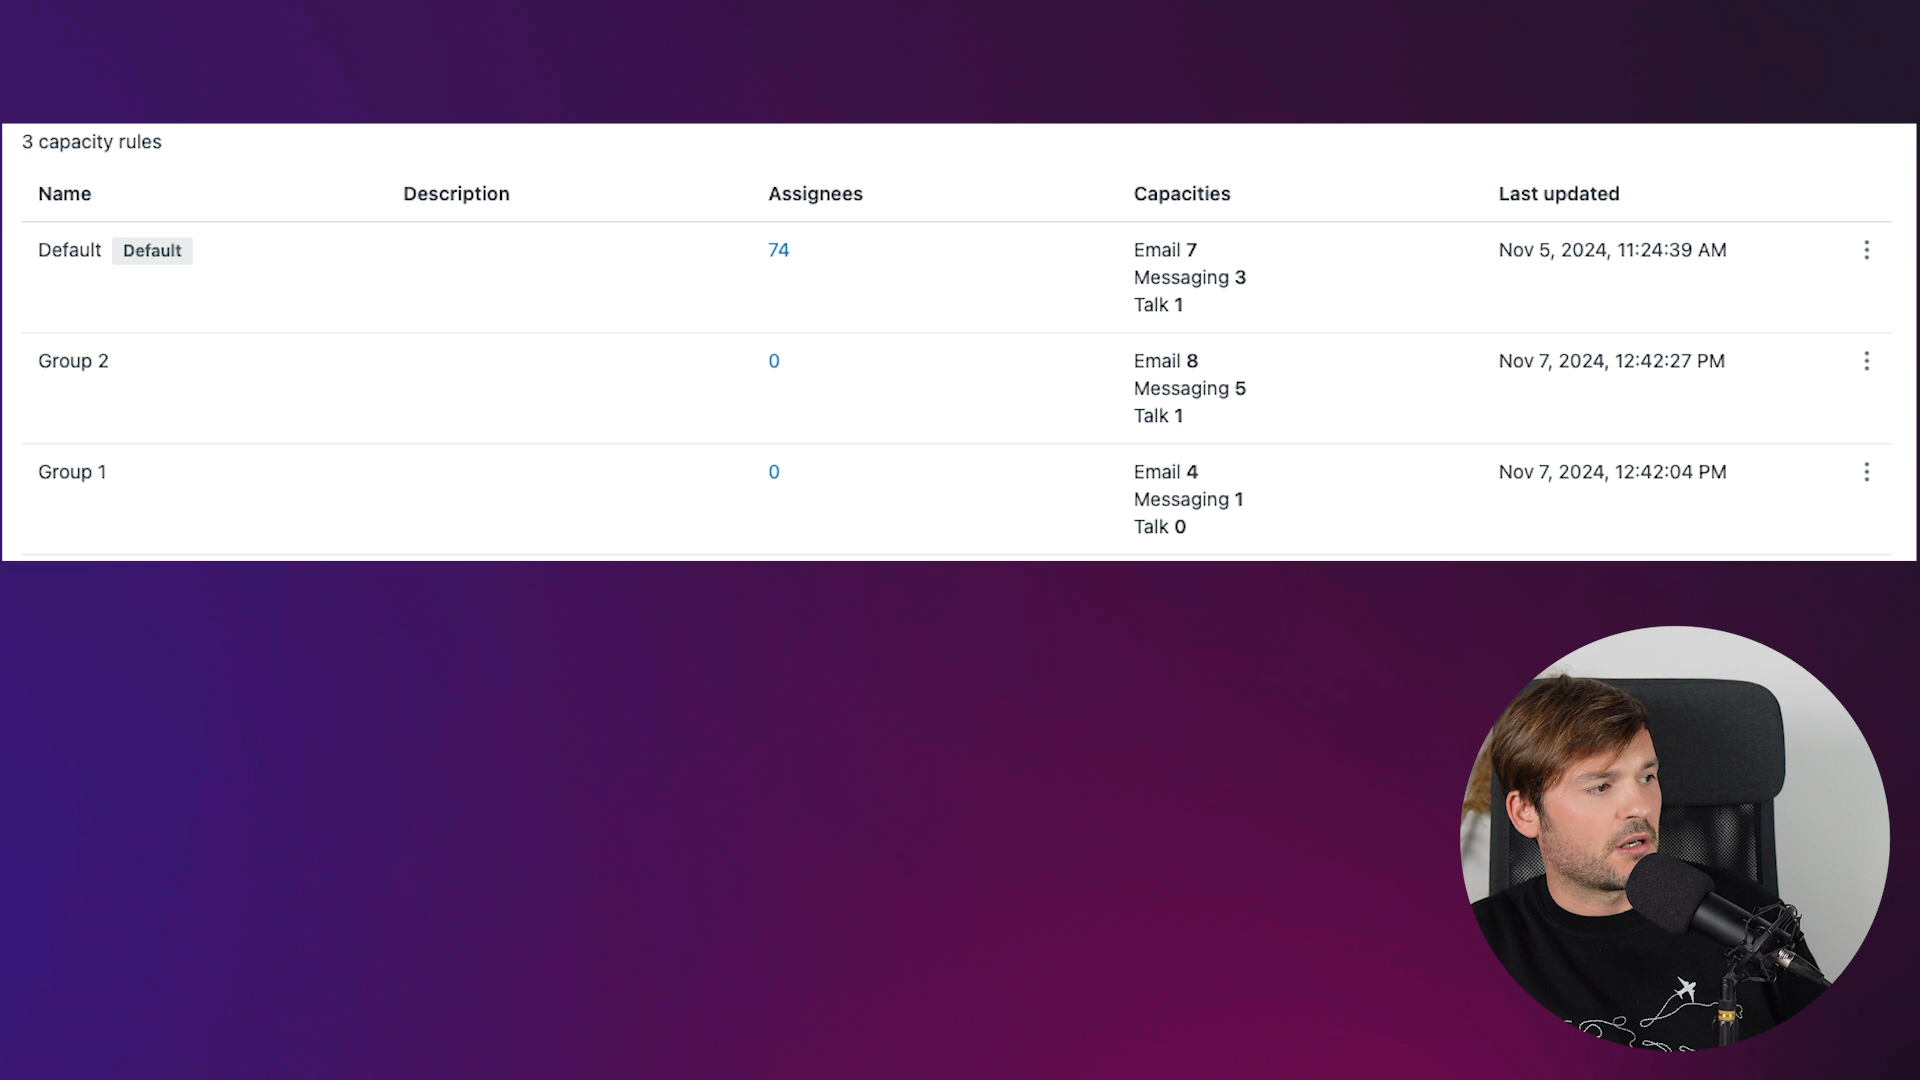 3 capacity rules
Name Description Assignees Capacities Last updated
Default Default 74 Email 7 Nov 5, 2024, 11:24:39 AM
Messaging 3
Talk 1
Group 2 0 Email 8 Nov 7, 2024, 12:42:27 PM
Messaging 5
Talk 1
Group 1 0 Email 4 Nov 7, 2024, 12:42:04 PM
Messaging 1
Talk 0